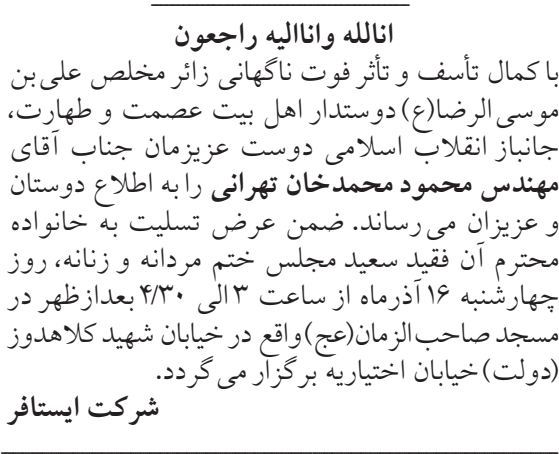 انالله واناالیه راجعون
با کمال تأسف و تأثر فوت ناگهانی زائر مخلص علی‌بن
موسی‌الرضا(ع) دوستدار اهل بیت عصمت و طهارت،
جانباز انقلاب اسلامی دوست عزیزمان جناب آقای
مهندس محمود محمدخان تهرانی را به اطلاع دوستان
و عزیزان می‌رساند. ضمن عرض تسلیت به خانواده
محترم آن فقید سعید مجلس ختم مردانه و زنانه، روز
چهارشنبه ۱۶ آذرماه از ساعت ۳ الی ۴/۳۰ بعدازظهر در
مسجد صاحب‌الزمان(عج) واقع در خیابان شهید کلاهدوز
(دولت) خیابان اختیاریه برگزار می‌گردد.
شرکت ایستافر